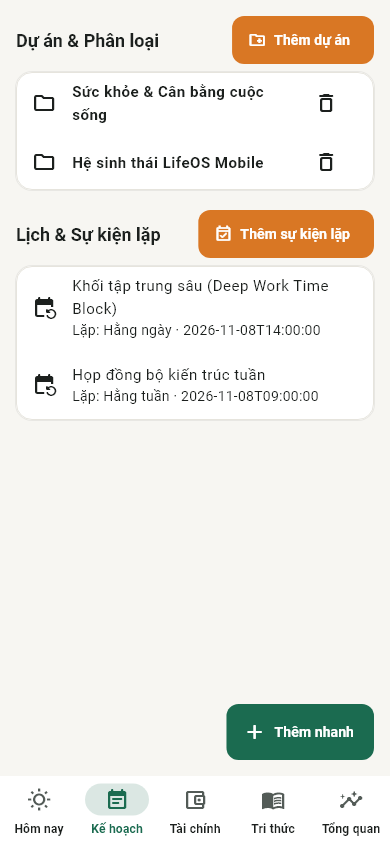 Dự án & Phân loại
Thêm dự án
Sức khỏe & Cân bằng cuộc
sống
Hệ sinh thái LifeOS Mobile
Lịch & Sự kiện lặp
Thêm sự kiện lặp
Khối tập trung sâu (Deep Work Time
Block)
Lặp: Hằng ngày · 2026-11-08T14:00:00
Họp đồng bộ kiến trúc tuần
Lặp: Hằng tuần · 2026-11-08T09:00:00
Thêm nhanh
Hôm nay
Kế hoạch
Tài chính
Tri thức
Tổng quan